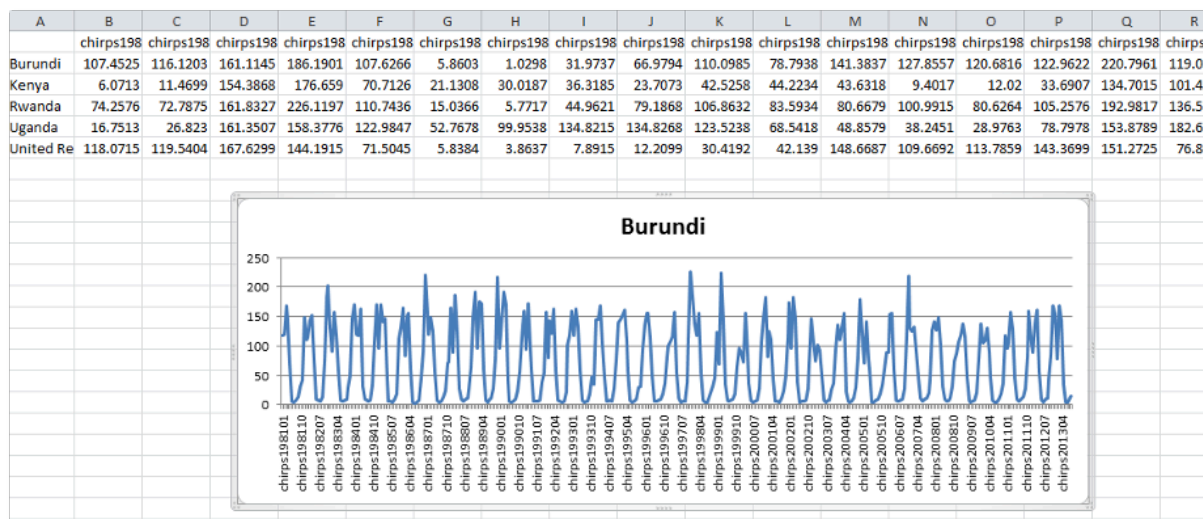 A B C D E F G H I J K L M N O P Q R
chirps198 chirps198 chirps198 chirps198 chirps198 chirps198 chirps198 chirps198 chirps198 chirps198 chirps198 chirps198 chirps198 chirps198 chirps198 chirps198 chirps
Burundi 107.4525 116.1203 161.1145 186.1901 107.6266 5.8603 1.0298 31.9737 66.9794 110.0985 78.7938 141.3837 127.8557 120.6816 122.9622 220.7961 119.0
Kenya 6.0713 11.4699 154.3868 176.659 70.7126 21.1308 30.0187 36.3185 23.7073 42.5258 44.2234 43.6318 9.4017 12.02 33.6907 134.7015 101.4
Rwanda 74.2576 72.7875 161.8327 226.1197 110.7436 15.0366 5.7717 44.9621 79.1868 106.8632 83.5934 80.6679 100.9915 80.6264 105.2576 192.9817 136.5
Uganda 16.7513 26.823 161.3507 158.3776 122.9847 52.7678 99.9538 134.8215 134.8268 123.5238 68.5418 48.8579 38.2451 28.9763 78.7978 153.8789 182.6
United Re 118.0715 119.5404 167.6299 144.1915 71.5045 5.8384 3.8637 7.8915 12.2099 30.4192 42.139 148.6687 109.6692 113.7859 143.3699 151.2725 76.8
Burundi
250
200
150
100
50
0
chirps198101
chirps198110
chirps198207
chirps198304
chirps198401
chirps198410
chirps198507
chirps198604
chirps198701
chirps198710
chirps198807
chirps198904
chirps199001
chirps199010
chirps199107
chirps199204
chirps199301
chirps199310
chirps199407
chirps199504
chirps199601
chirps199610
chirps199707
chirps199804
chirps199901
chirps199910
chirps200007
chirps200104
chirps200201
chirps200210
chirps200307
chirps200404
chirps200501
chirps200510
chirps200607
chirps200704
chirps200801
chirps200810
chirps200907
chirps201004
chirps201101
chirps201110
chirps201207
chirps201304